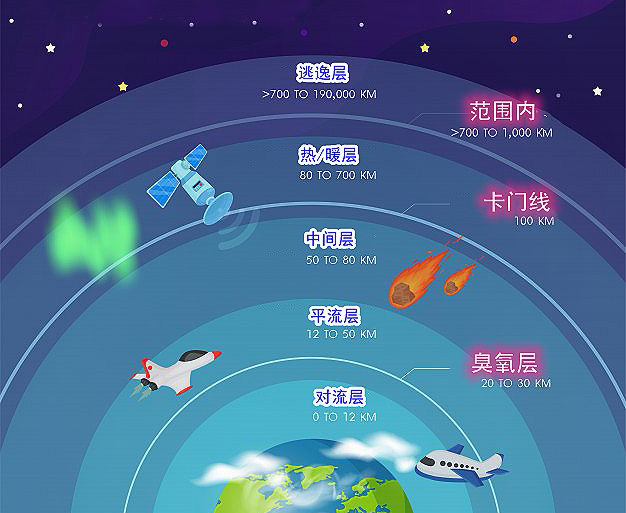 逃逸层
>700 TO 190,000 KM
范围内
>700 TO 1,000 KM
热/暖层
80 TO 700 KM
卡门线
100 KM
中间层
50 TO 80 KM
平流层
12 TO 50 KM
臭氧层
20 TO 30 KM
对流层
0 TO 12 KM